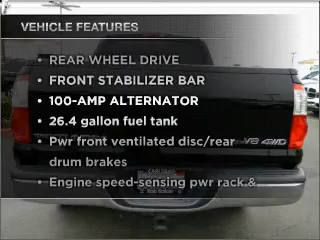 VEHICLE FEATURES
• REAR WHEEL DRIVE
• FRONT STABILIZER BAR
• 100-AMP ALTERNATOR
• 26.4 gallon fuel tank
• Pwr front ventilated disc/rear
drum brakes
• Engine speed-sensing pwr rack &
V8 4WD